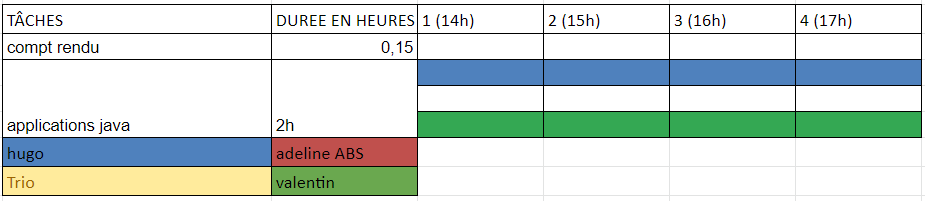 TÂCHES DUREE EN HEURES 1 (14h) 2 (15h) 3 (16h) 4 (17h)
compt rendu 0,15
applications java 2h
hugo adeline ABS
Trio valentin